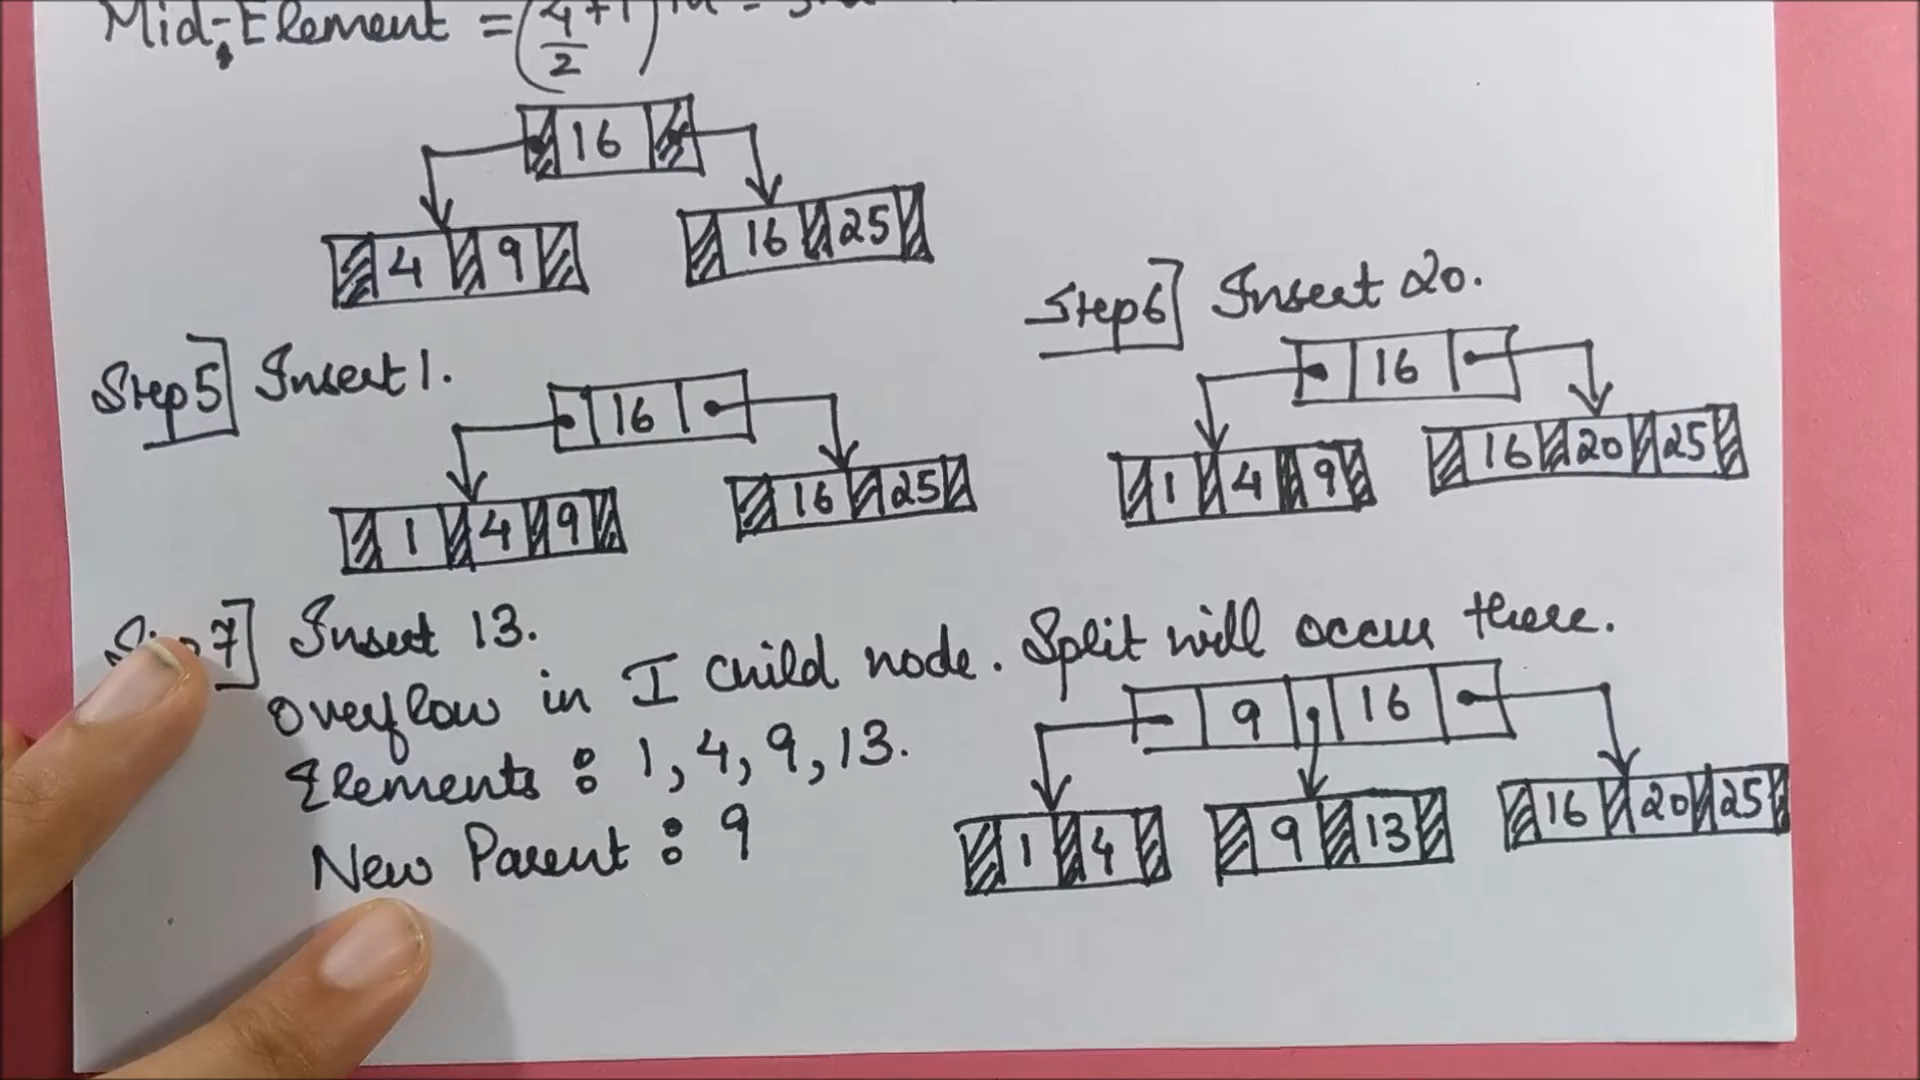 Mid-Element = (4/2 + 1)
16
4 9 16 25
Step 5] Insert 1.
16
1 4 9 16 25
Step 6] Insert 20.
16
1 4 9 16 20 25
7] Insert 13.
Overflow in I child node. Split will occur there.
Elements : 1, 4, 9, 13.
New Parent : 9
9 16
1 4 9 13 16 20 25